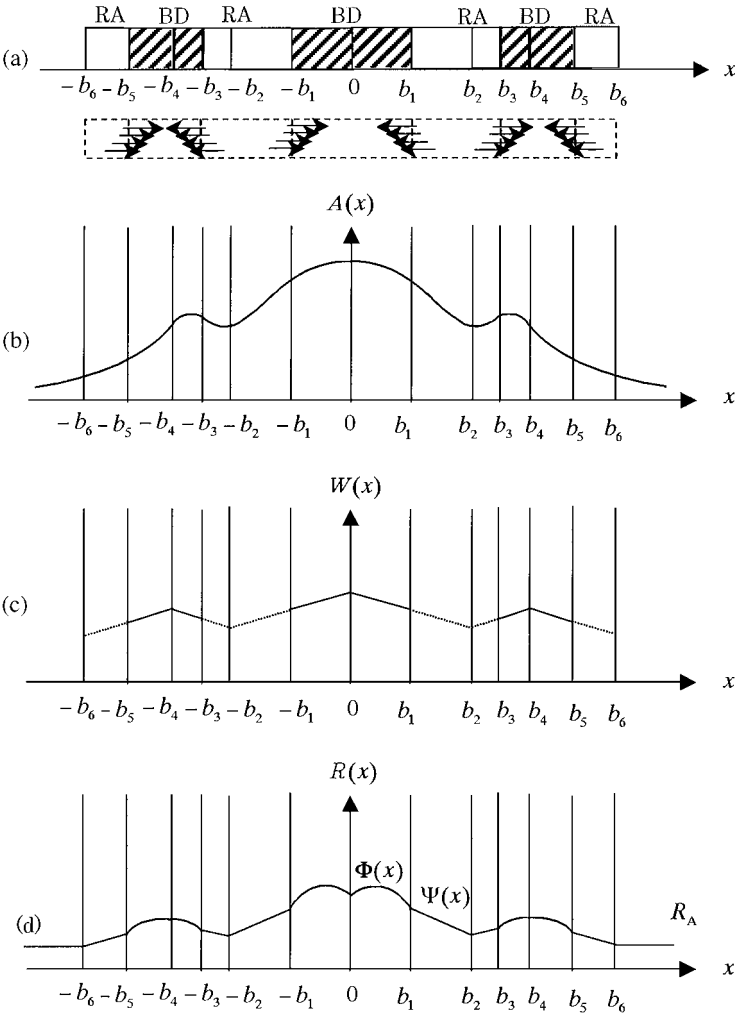 RA BD RA BD RA BD RA
(a)
x
−b₆ −b₅ −b₄ −b₃ −b₂ −b₁ 0 b₁ b₂ b₃ b₄ b₅ b₆
A(x)
(b)
x
−b₆ −b₅ −b₄ −b₃ −b₂ −b₁ 0 b₁ b₂ b₃ b₄ b₅ b₆
W(x)
(c)
x
−b₆ −b₅ −b₄ −b₃ −b₂ −b₁ 0 b₁ b₂ b₃ b₄ b₅ b₆
R(x)
Φ(x)
Ψ(x)
R_A
(d)
x
−b₆ −b₅ −b₄ −b₃ −b₂ −b₁ 0 b₁ b₂ b₃ b₄ b₅ b₆